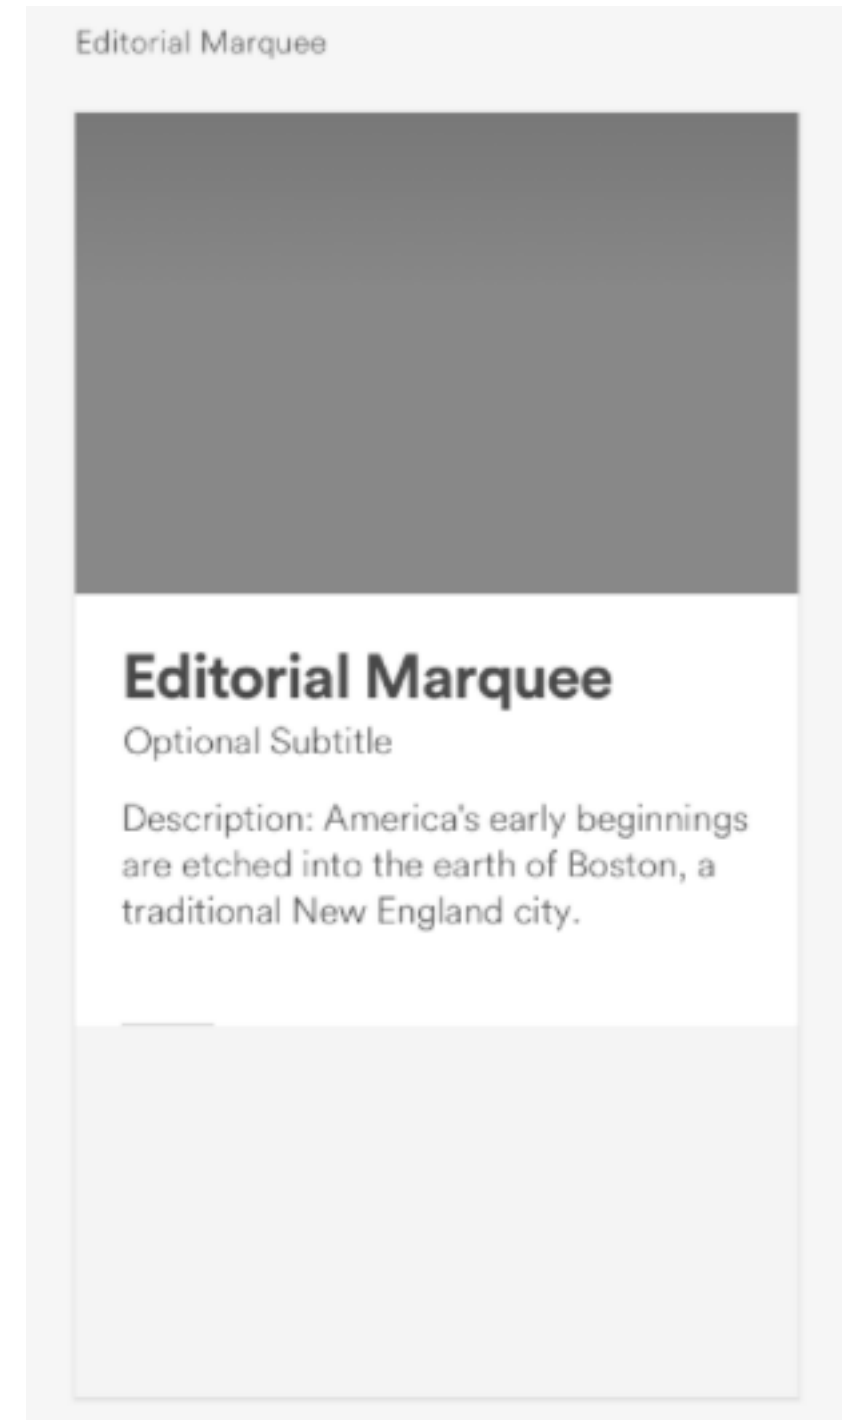 Editorial Marquee
Editorial Marquee
Optional Subtitle
Description: America's early beginnings
are etched into the earth of Boston, a
traditional New England city.